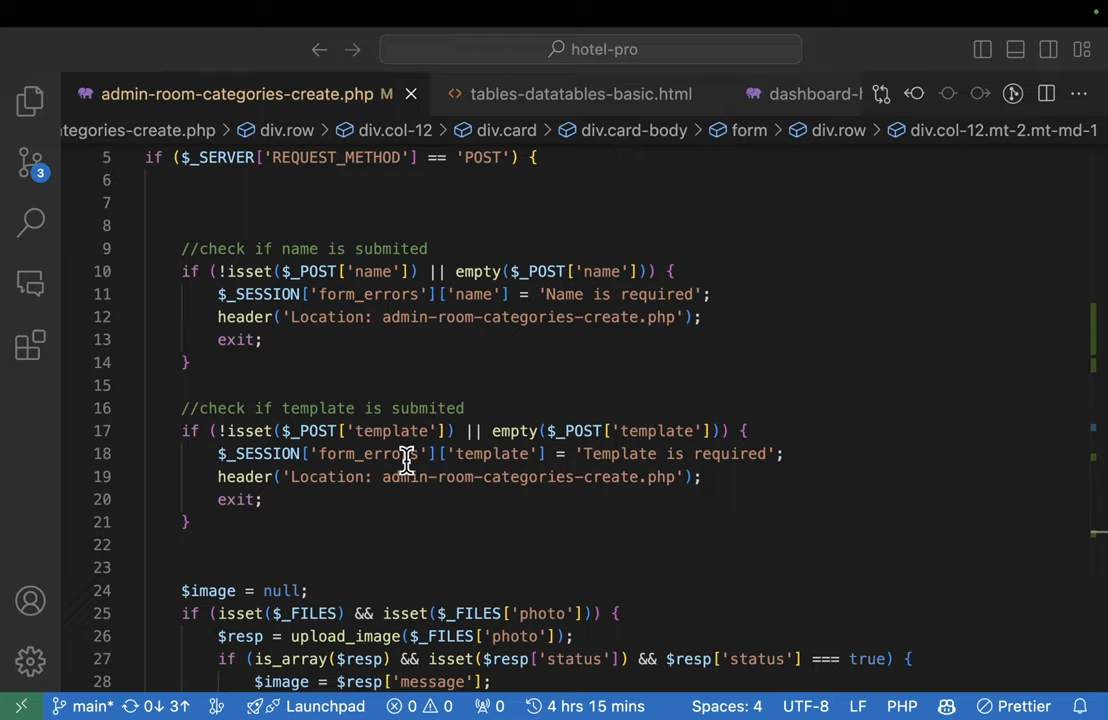 hotel-pro
admin-room-categories-create.php M
tables-datatables-basic.html
dashboard-h
tegories-create.php > div.row > div.col-12 > div.card > div.card-body > form > div.row > div.col-12.mt-2.mt-md-1
5 if ($_SERVER['REQUEST_METHOD'] == 'POST') {
6
7
8
9 //check if name is submited
10 if (!isset($_POST['name']) || empty($_POST['name'])) {
11 $_SESSION['form_errors']['name'] = 'Name is required';
12 header('Location: admin-room-categories-create.php');
13 exit;
14 }
15
16 //check if template is submited
17 if (!isset($_POST['template']) || empty($_POST['template'])) {
18 $_SESSION['form_errors']['template'] = 'Template is required';
19 header('Location: admin-room-categories-create.php');
20 exit;
21 }
22
23
24 $image = null;
25 if (isset($_FILES) && isset($_FILES['photo'])) {
26 $resp = upload_image($_FILES['photo']);
27 if (is_array($resp) && isset($resp['status']) && $resp['status'] === true) {
28 $image = $resp['message'];
3
main* 0↓ 3↑ Launchpad 0 0 0 4 hrs 15 mins Spaces: 4 UTF-8 LF PHP Prettier